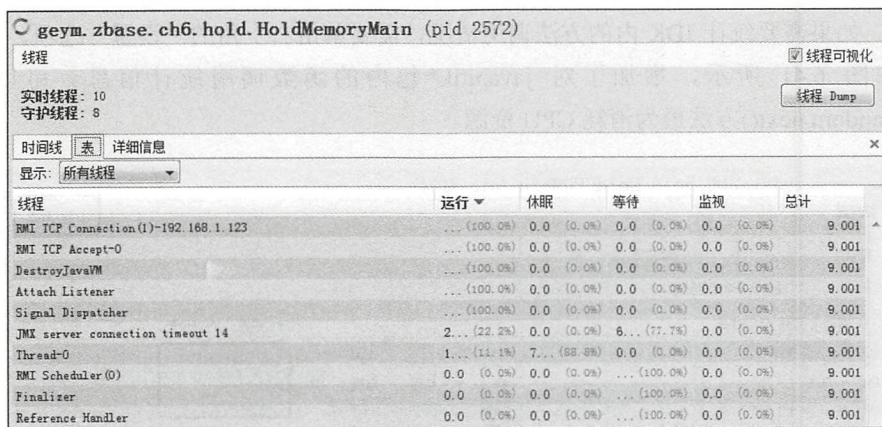 geym.zbase.ch6.hold.HoldMemoryMain (pid 2572)
线程
线程可视化
实时线程: 10
守护线程: 8
线程 Dump
时间线 表 详细信息 ×
显示: 所有线程
线程 运行 休眠 等待 监视 总计
RMI TCP Connection(1)-192.168.1.123 ... (100.0%) 0.0 (0.0%) 0.0 (0.0%) 0.0 (0.0%) 9.001
RMI TCP Accept-0 ... (100.0%) 0.0 (0.0%) 0.0 (0.0%) 0.0 (0.0%) 9.001
DestroyJavaVM ... (100.0%) 0.0 (0.0%) 0.0 (0.0%) 0.0 (0.0%) 9.001
Attach Listener ... (100.0%) 0.0 (0.0%) 0.0 (0.0%) 0.0 (0.0%) 9.001
Signal Dispatcher ... (100.0%) 0.0 (0.0%) 0.0 (0.0%) 0.0 (0.0%) 9.001
JMX server connection timeout 14 2... (22.2%) 0.0 (0.0%) 6... (77.7%) 0.0 (0.0%) 9.001
Thread-0 1... (11.1%) 7... (88.8%) 0.0 (0.0%) 0.0 (0.0%) 9.001
RMI Scheduler(0) 0.0 (0.0%) 0.0 (0.0%) ... (100.0%) 0.0 (0.0%) 9.001
Finalizer 0.0 (0.0%) 0.0 (0.0%) ... (100.0%) 0.0 (0.0%) 9.001
Reference Handler 0.0 (0.0%) 0.0 (0.0%) ... (100.0%) 0.0 (0.0%) 9.001